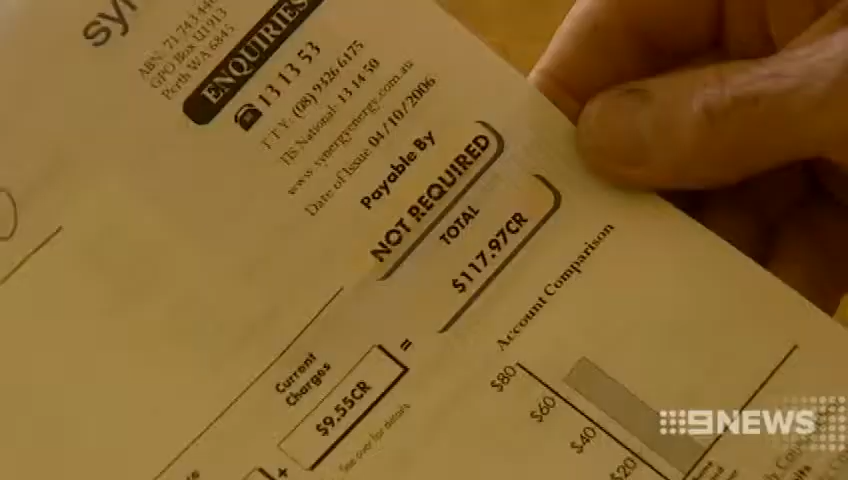 syn
ABN: 21 743 446
GPO Box U1913
Perth WA 6845
ENQUIRIES
13 13 53
TTY: (08) 9326 6175
TIS National- 13 14 50
www.synergyenergy.com.au
Date of Issue 04/10/2006
Payable By
NOT REQUIRED
TOTAL
$117.97CR
Current
Charges
=
$9.55CR
+
See over for details
Account Comparison
$80
$60
$40
$20
9NEWS